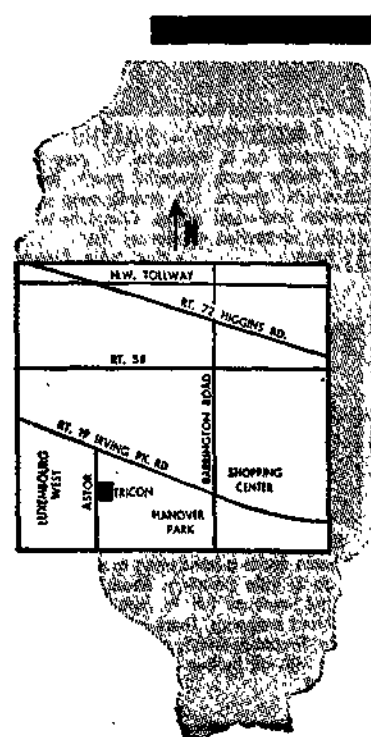 N
N.W. TOLLWAY
RT. 72 HIGGINS RD.
RT. 58
RT. 19 IRVING PK. RD
BARRINGTON ROAD
LUXEMBOURG
WEST
ASTOR
TRICON
SHOPPING
CENTER
HANOVER
PARK